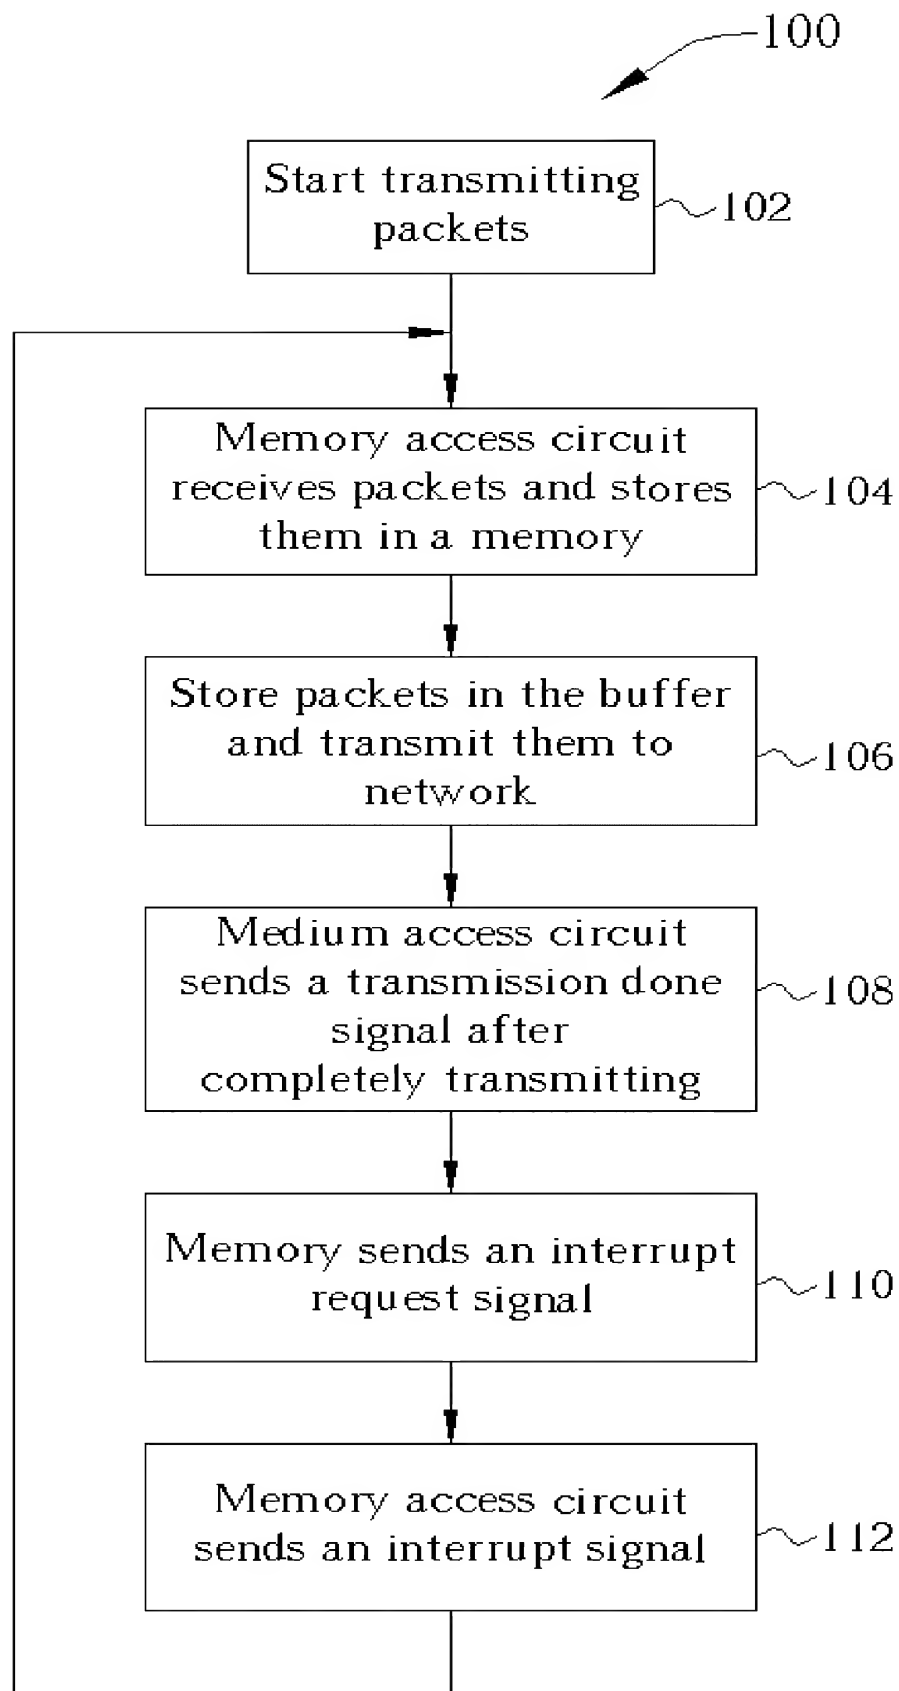 100
Start transmitting
packets
102
Memory access circuit
receives packets and stores
them in a memory
104
Store packets in the buffer
and transmit them to
network
106
Medium access circuit
sends a transmission done
signal after
completely transmitting
108
Memory sends an interrupt
request signal
110
Memory access circuit
sends an interrupt signal
112